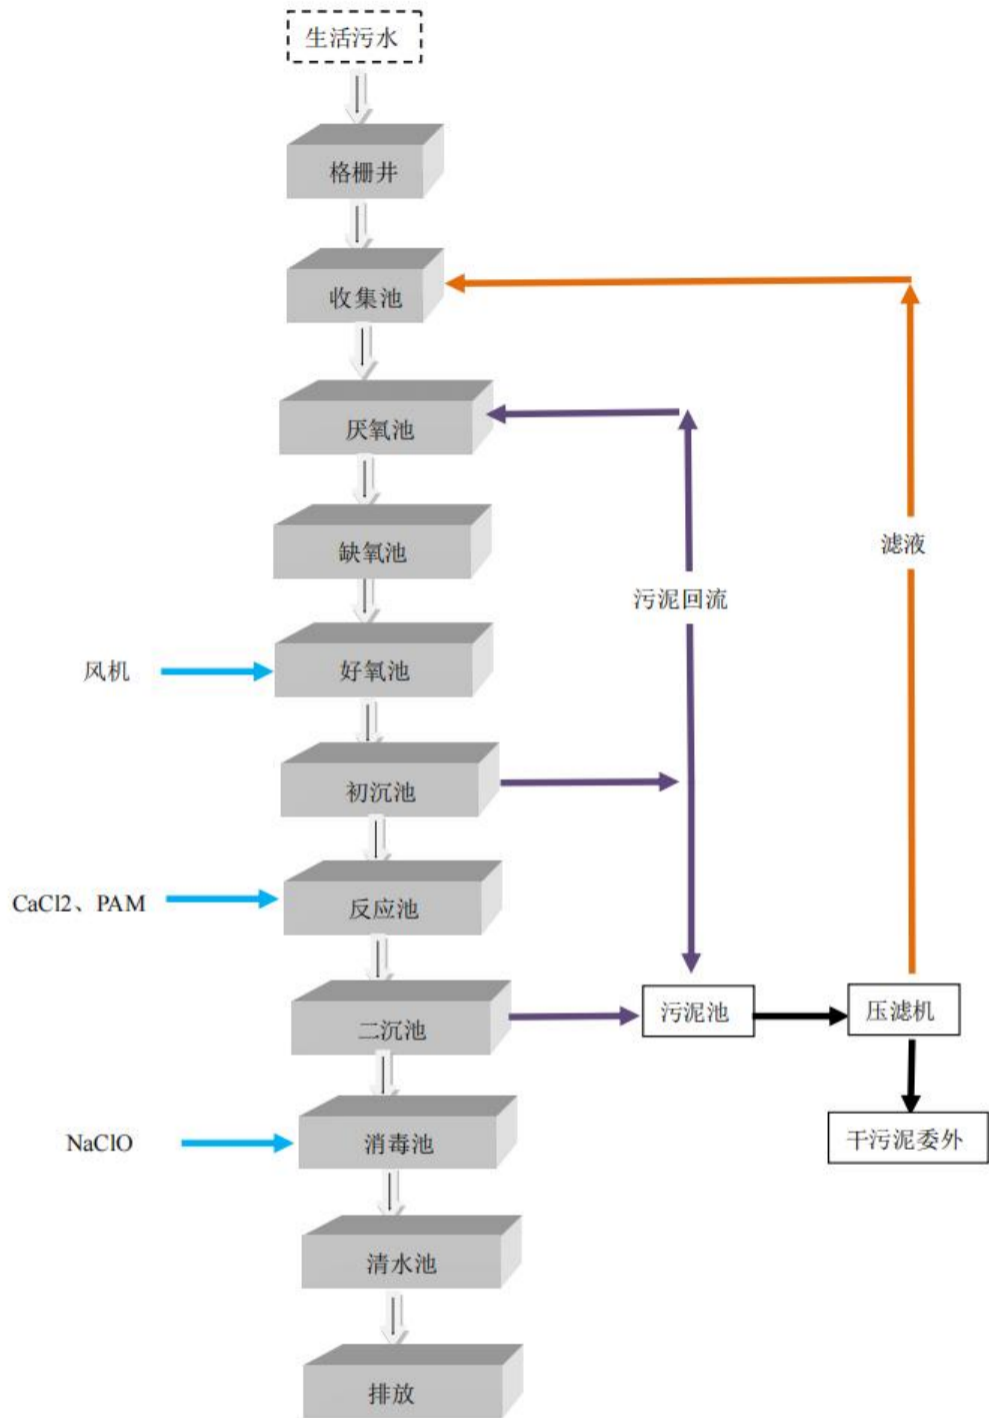 生活污水
格栅井
收集池
厌氧池
缺氧池
滤液
污泥回流
风机
好氧池
初沉池
CaCl2、PAM
反应池
二沉池
污泥池
压滤机
NaClO
消毒池
干污泥委外
清水池
排放